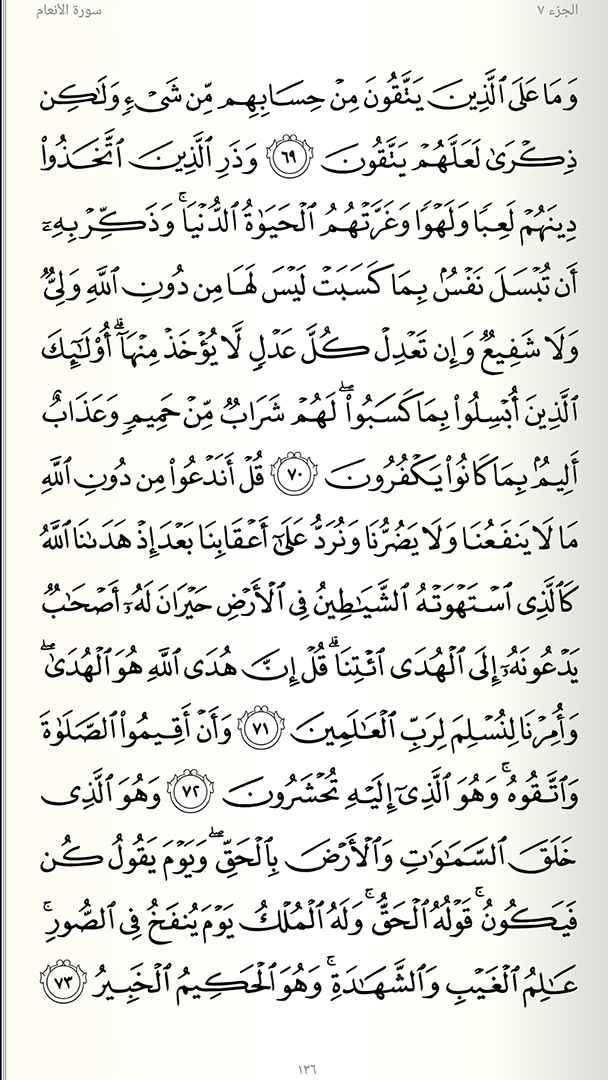 الجزء ٧
سورة الأنعام
وَمَا عَلَى ٱلَّذِينَ يَتَّقُونَ مِنْ حِسَابِهِم مِّن شَىْءٍ وَلَٰكِن
ذِكْرَىٰ لَعَلَّهُمْ يَتَّقُونَ ٦٩ وَذَرِ ٱلَّذِينَ ٱتَّخَذُوا۟
دِينَهُمْ لَعِبًا وَلَهْوًا وَغَرَّتْهُمُ ٱلْحَيَوٰةُ ٱلدُّنْيَا ۚ وَذَكِّرْ بِهِۦٓ
أَن تُبْسَلَ نَفْسٌۢ بِمَا كَسَبَتْ لَيْسَ لَهَا مِن دُونِ ٱللَّهِ وَلِىٌّ
وَلَا شَفِيعٌ وَإِن تَعْدِلْ كُلَّ عَدْلٍ لَّا يُؤْخَذْ مِنْهَآ ۗ أُو۟لَٰٓئِكَ
ٱلَّذِينَ أُبْسِلُوا۟ بِمَا كَسَبُوا۟ ۖ لَهُمْ شَرَابٌ مِّنْ حَمِيمٍ وَعَذَابٌ
أَلِيمٌۢ بِمَا كَانُوا۟ يَكْفُرُونَ ٧٠ قُلْ أَنَدْعُوا۟ مِن دُونِ ٱللَّهِ
مَا لَا يَنفَعُنَا وَلَا يَضُرُّنَا وَنُرَدُّ عَلَىٰٓ أَعْقَابِنَا بَعْدَ إِذْ هَدَىٰنَا ٱللَّهُ
كَٱلَّذِى ٱسْتَهْوَتْهُ ٱلشَّيَٰطِينُ فِى ٱلْأَرْضِ حَيْرَانَ لَهُۥٓ أَصْحَٰبٌ
يَدْعُونَهُۥٓ إِلَى ٱلْهُدَى ٱئْتِنَا ۗ قُلْ إِنَّ هُدَى ٱللَّهِ هُوَ ٱلْهُدَىٰ ۖ
وَأُمِرْنَا لِنُسْلِمَ لِرَبِّ ٱلْعَٰلَمِينَ ٧١ وَأَنْ أَقِيمُوا۟ ٱلصَّلَوٰةَ
وَٱتَّقُوهُ ۚ وَهُوَ ٱلَّذِىٓ إِلَيْهِ تُحْشَرُونَ ٧٢ وَهُوَ ٱلَّذِى
خَلَقَ ٱلسَّمَٰوَٰتِ وَٱلْأَرْضَ بِٱلْحَقِّ ۖ وَيَوْمَ يَقُولُ كُن
فَيَكُونُ ۚ قَوْلُهُ ٱلْحَقُّ ۚ وَلَهُ ٱلْمُلْكُ يَوْمَ يُنفَخُ فِى ٱلصُّورِ ۚ
عَٰلِمُ ٱلْغَيْبِ وَٱلشَّهَٰدَةِ ۚ وَهُوَ ٱلْحَكِيمُ ٱلْخَبِيرُ ٧٣
١٣٦